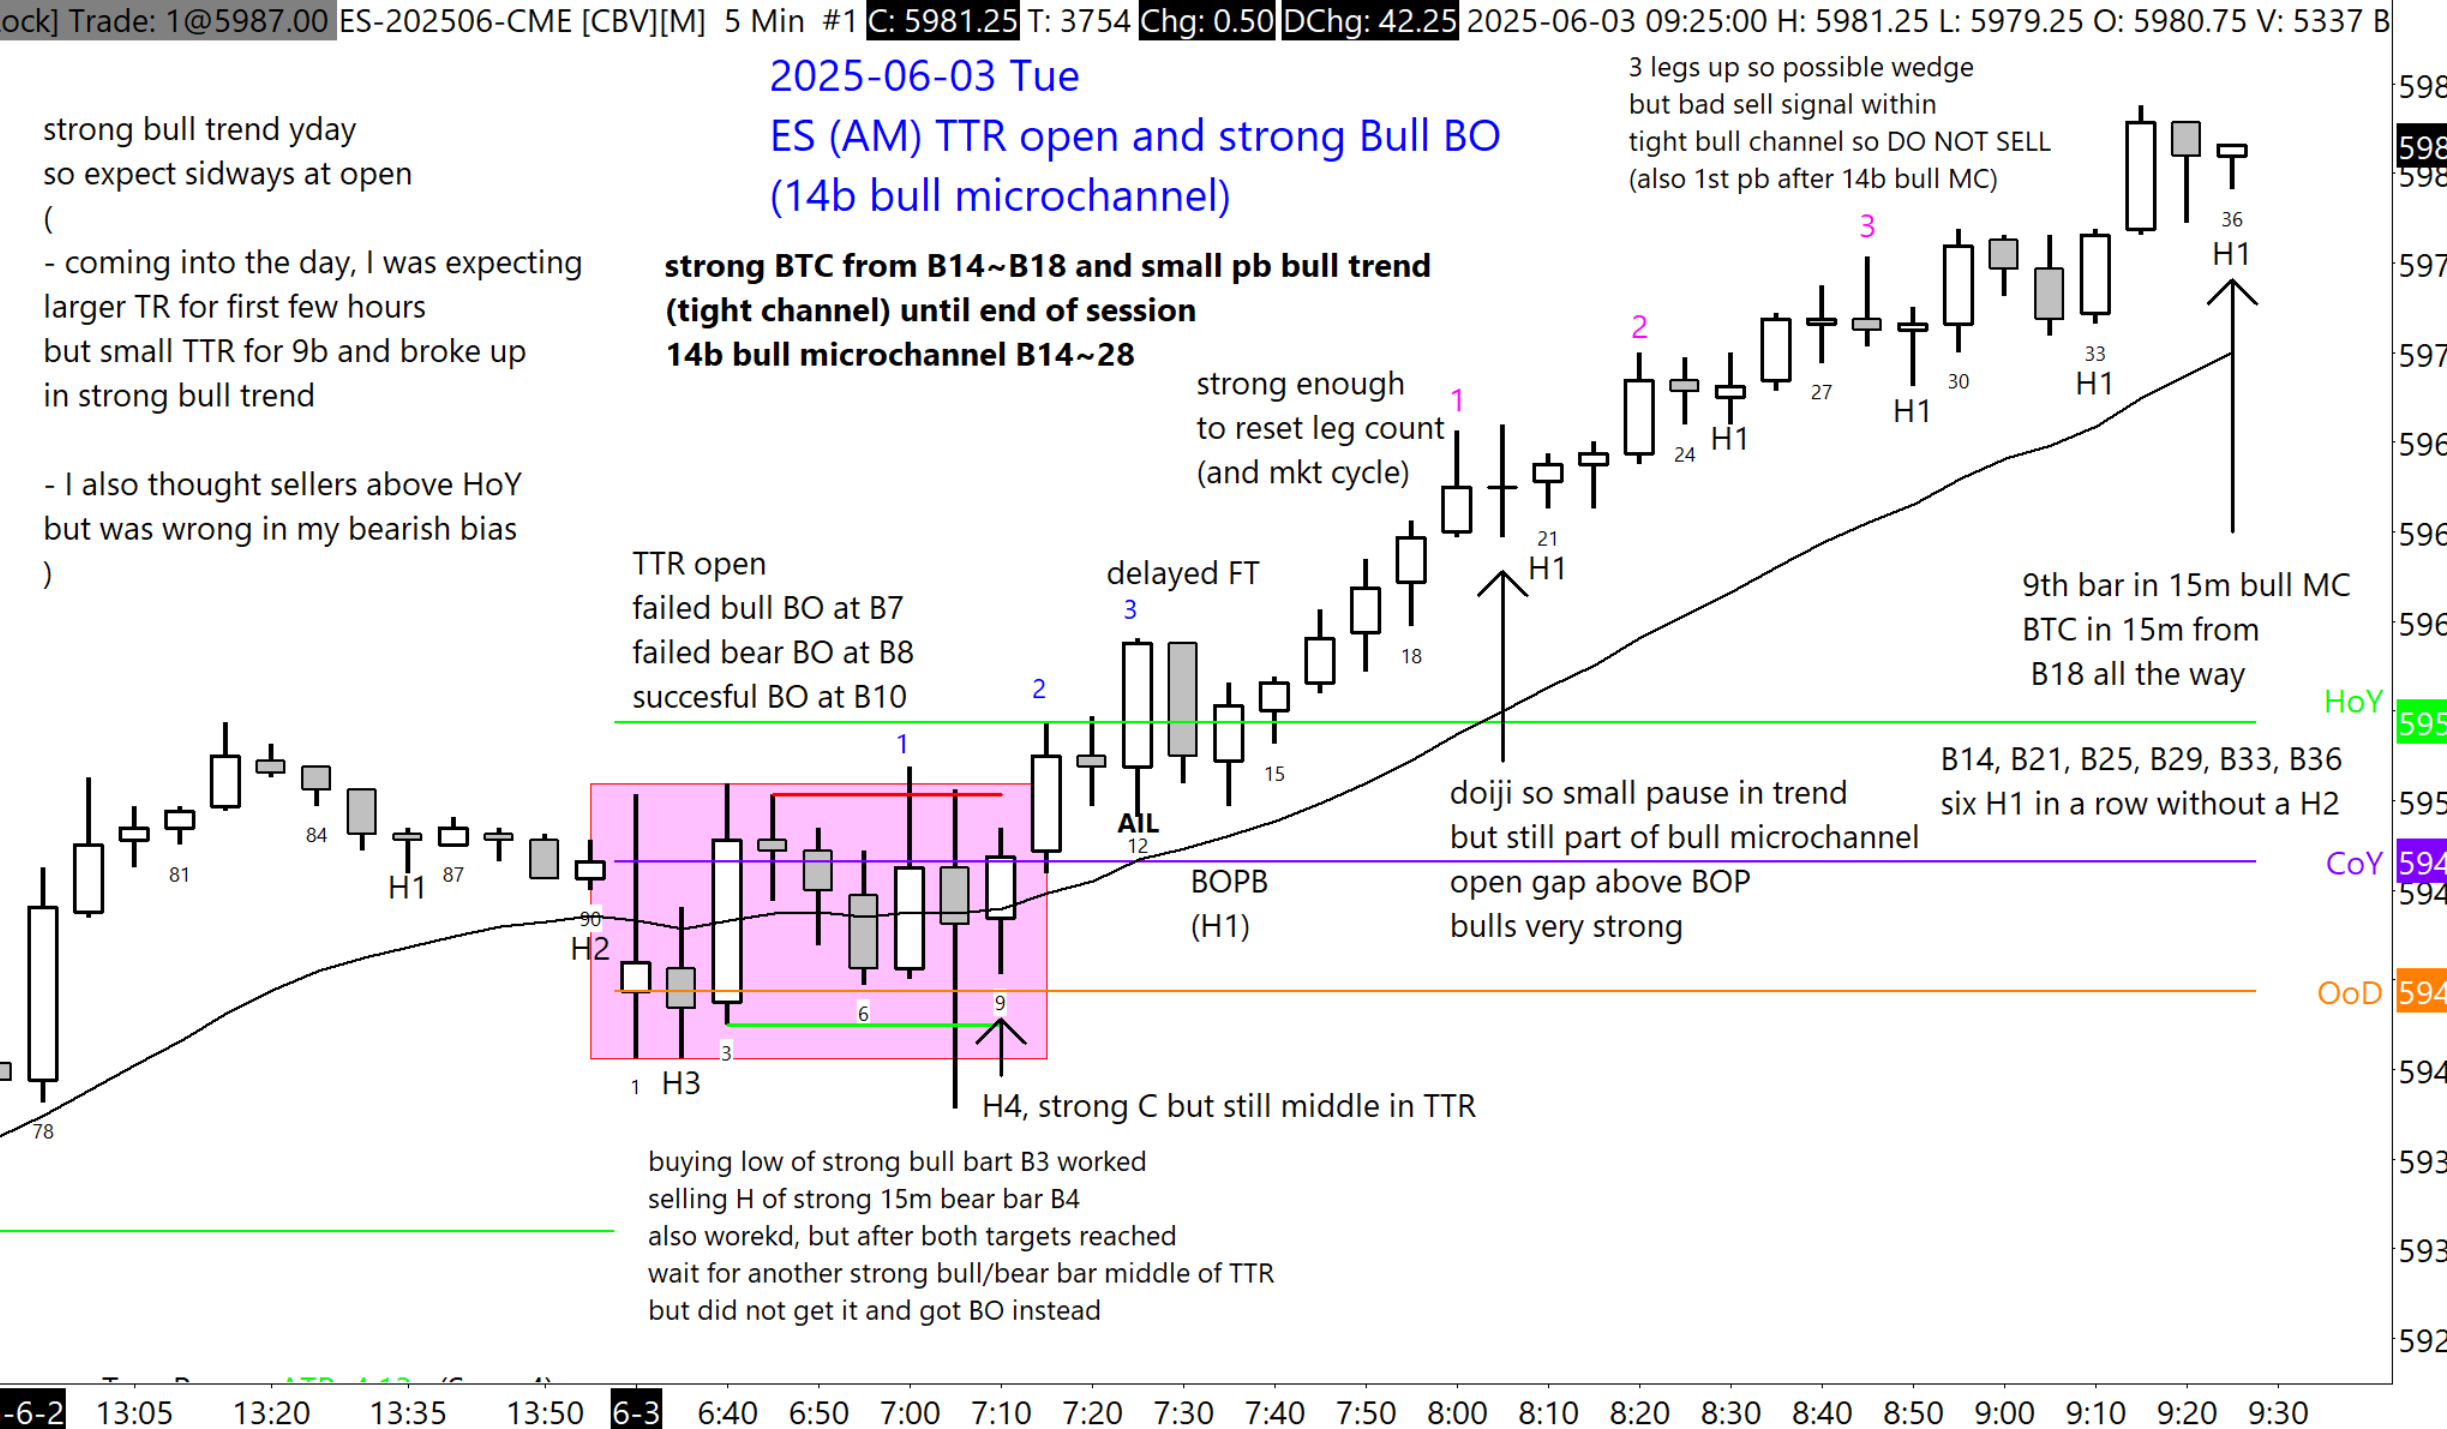 ock] Trade: 1@5987.00 ES-202506-CME [CBV][M] 5 Min #1 C: 5981.25 T: 3754 Chg: 0.50 DChg: 42.25 2025-06-03 09:25:00 H: 5981.25 L: 5979.25 O: 5980.75 V: 5337 B
2025-06-03 Tue
ES (AM) TTR open and strong Bull BO
(14b bull microchannel)
strong bull trend yday
so expect sidways at open
(
- coming into the day, I was expecting
larger TR for first few hours
but small TTR for 9b and broke up
in strong bull trend
- I also thought sellers above HoY
but was wrong in my bearish bias
)
strong BTC from B14~B18 and small pb bull trend
(tight channel) until end of session
14b bull microchannel B14~28
3 legs up so possible wedge
but bad sell signal within
tight bull channel so DO NOT SELL
(also 1st pb after 14b bull MC)
strong enough
to reset leg count
(and mkt cycle)
1
2
3
TTR open
failed bull BO at B7
failed bear BO at B8
succesful BO at B10
delayed FT
1
2
3
18
21
H1
24
H1
27
H1
30
33
H1
36
H1
9th bar in 15m bull MC
BTC in 15m from
B18 all the way
B14, B21, B25, B29, B33, B36
six H1 in a row without a H2
doiji so small pause in trend
but still part of bull microchannel
open gap above BOP
bulls very strong
AIL
12
15
BOPB
(H1)
78
81
84
H1
87
90
H2
1
H3
3
6
9
H4, strong C but still middle in TTR
buying low of strong bull bart B3 worked
selling H of strong 15m bear bar B4
also worekd, but after both targets reached
wait for another strong bull/bear bar middle of TTR
but did not get it and got BO instead
HoY
CoY
OoD
598
598
598
597
597
596
596
596
595
595
594
594
594
594
593
593
592
-6-2 13:05 13:20 13:35 13:50 6-3 6:40 6:50 7:00 7:10 7:20 7:30 7:40 7:50 8:00 8:10 8:20 8:30 8:40 8:50 9:00 9:10 9:20 9:30